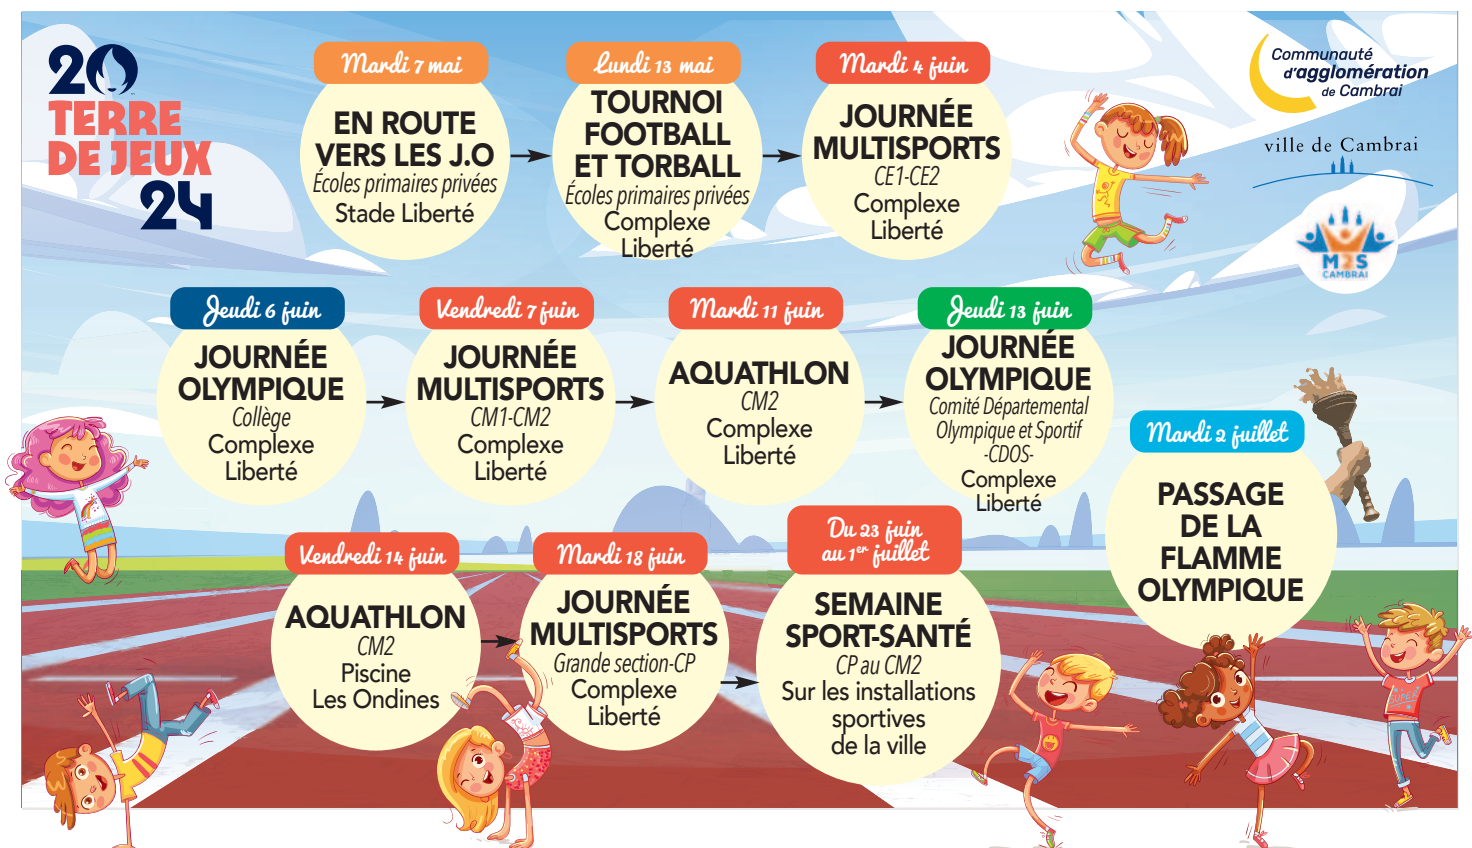 20
TERRE
DE JEUX
24
Mardi 7 mai
EN ROUTE
VERS LES J.O
Écoles primaires privées
Stade Liberté
Lundi 13 mai
TOURNOI
FOOTBALL
ET TORBALL
Écoles primaires privées
Complexe
Liberté
Mardi 4 juin
JOURNÉE
MULTISPORTS
CE1-CE2
Complexe
Liberté
Communauté
d'agglomération
de Cambrai
ville de Cambrai
M2S
CAMBRAI
Jeudi 6 juin
JOURNÉE
OLYMPIQUE
Collège
Complexe
Liberté
Vendredi 7 juin
JOURNÉE
MULTISPORTS
CM1-CM2
Complexe
Liberté
Mardi 11 juin
AQUATHLON
CM2
Complexe
Liberté
Jeudi 13 juin
JOURNÉE
OLYMPIQUE
Comité Départemental
Olympique et Sportif
-CDOS-
Complexe
Liberté
Vendredi 14 juin
AQUATHLON
CM2
Piscine
Les Ondines
Mardi 18 juin
JOURNÉE
MULTISPORTS
Grande section-CP
Complexe
Liberté
Du 23 juin
au 1er juillet
SEMAINE
SPORT-SANTÉ
CP au CM2
Sur les installations
sportives
de la ville
Mardi 2 juillet
PASSAGE
DE LA
FLAMME
OLYMPIQUE
SUPER